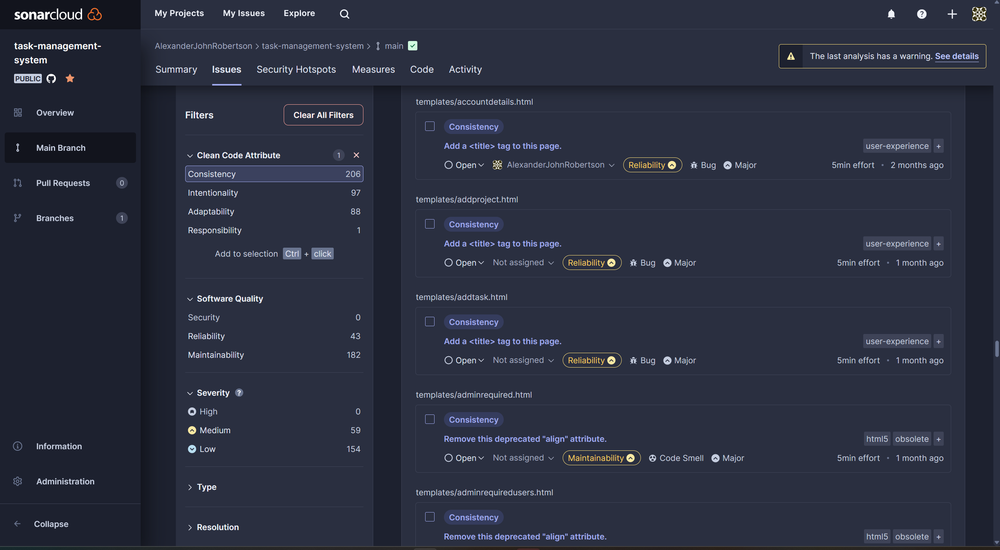 sonarcloud
My Projects My Issues Explore
task-management-
system
PUBLIC
Overview
Main Branch
Pull Requests 0
Branches 1
Information
Administration
Collapse
AlexanderJohnRobertson > task-management-system > main
The last analysis has a warning. See details
Summary Issues Security Hotspots Measures Code Activity
Filters Clear All Filters
Clean Code Attribute 1
Consistency 206
Intentionality 97
Adaptability 88
Responsibility 1
Add to selection Ctrl + click
Software Quality
Security 0
Reliability 43
Maintainability 182
Severity ?
High 0
Medium 59
Low 154
Type
Resolution
templates/accountdetails.html
Consistency
Add a <title> tag to this page. user-experience +
Open AlexanderJohnRobertson Reliability Bug Major 5min effort • 2 months ago
templates/addproject.html
Consistency
Add a <title> tag to this page. user-experience +
Open Not assigned Reliability Bug Major 5min effort • 1 month ago
templates/addtask.html
Consistency
Add a <title> tag to this page. user-experience +
Open Not assigned Reliability Bug Major 5min effort • 1 month ago
templates/adminrequired.html
Consistency
Remove this deprecated "align" attribute. html5 obsolete +
Open Not assigned Maintainability Code Smell Major 5min effort • 1 month ago
templates/adminrequiredusers.html
Consistency
Remove this deprecated "align" attribute. html5 obsolete +